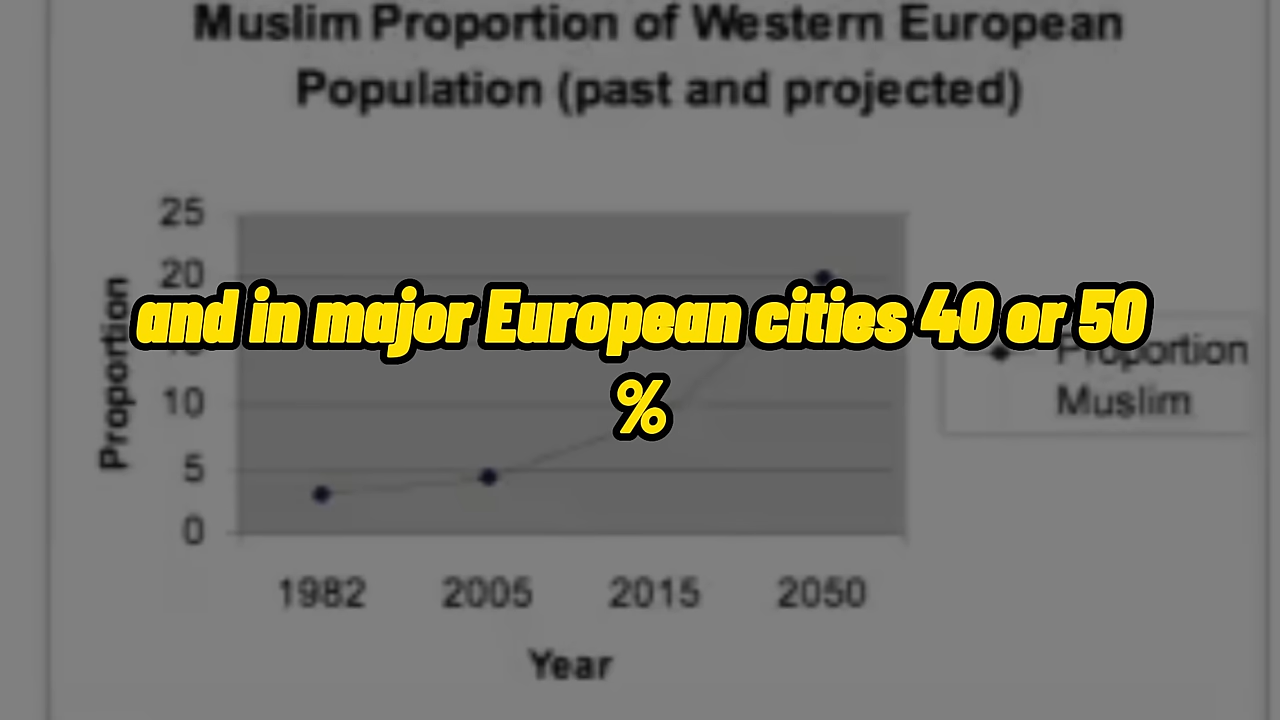 Muslim Proportion of Western European
Population (past and projected)
25
20
and in major European cities 40 or 50
%
10
5
0
Proportion
Proportion
Muslim
1982 2005 2015 2050
Year